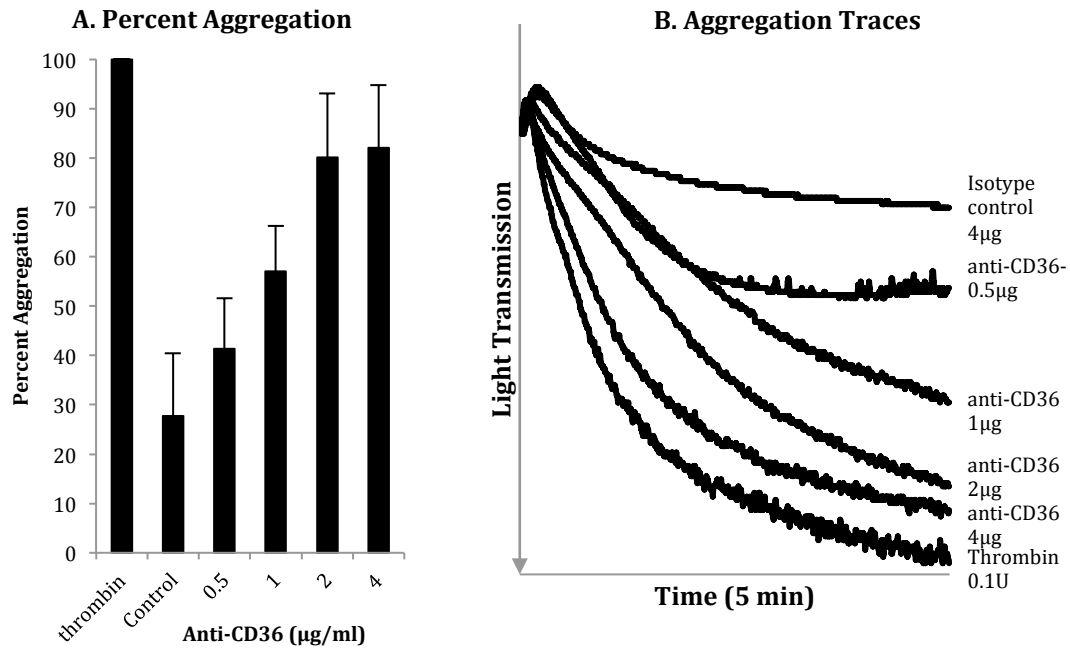 A. Percent Aggregation
Percent Aggregation
100
90
80
70
60
50
40
30
20
10
0
thrombin
Control
0.5
1
2
4
Anti-CD36 (μg/ml)
B. Aggregation Traces
Light Transmission
Time (5 min)
Isotype
control
4μg
anti-CD36-
0.5μg
anti-CD36
1μg
anti-CD36
2μg
anti-CD36
4μg
Thrombin
0.1U